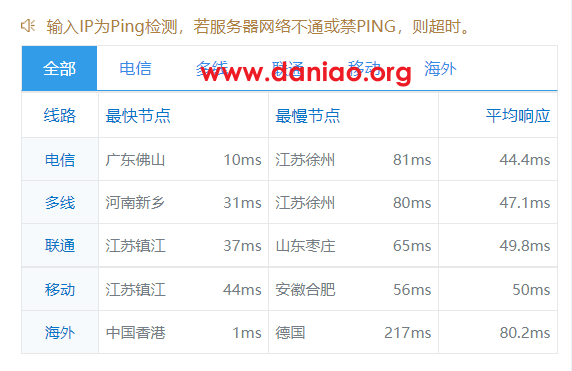 输入IP为Ping检测，若服务器网络不通或禁PING，则超时。
全部 电信 多线 联通 移动 海外
www.daniao.org
线路 最快节点 最慢节点 平均响应
电信 广东佛山 10ms 江苏徐州 81ms 44.4ms
多线 河南新乡 31ms 江苏徐州 80ms 47.1ms
联通 江苏镇江 37ms 山东枣庄 65ms 49.8ms
移动 江苏镇江 44ms 安徽合肥 56ms 50ms
海外 中国香港 1ms 德国 217ms 80.2ms